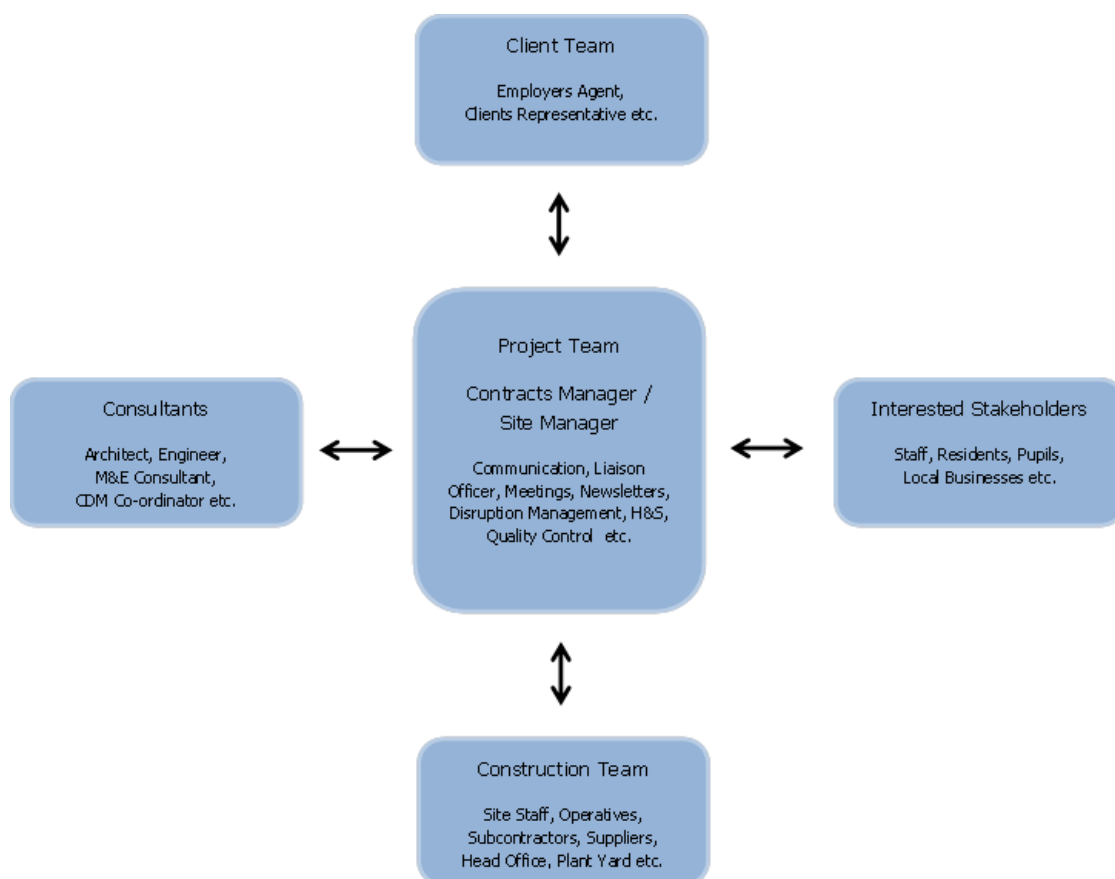 Client Team
Employers Agent,
Clients Representative etc.
Project Team
Contracts Manager /
Site Manager
Communication, Liaison
Officer, Meetings, Newsletters,
Disruption Management, H&S,
Quality Control etc.
Consultants
Architect, Engineer,
M&E Consultant,
CDM Co-ordinator etc.
Interested Stakeholders
Staff, Residents, Pupils,
Local Businesses etc.
Construction Team
Site Staff, Operatives,
Subcontractors, Suppliers,
Head Office, Plant Yard etc.